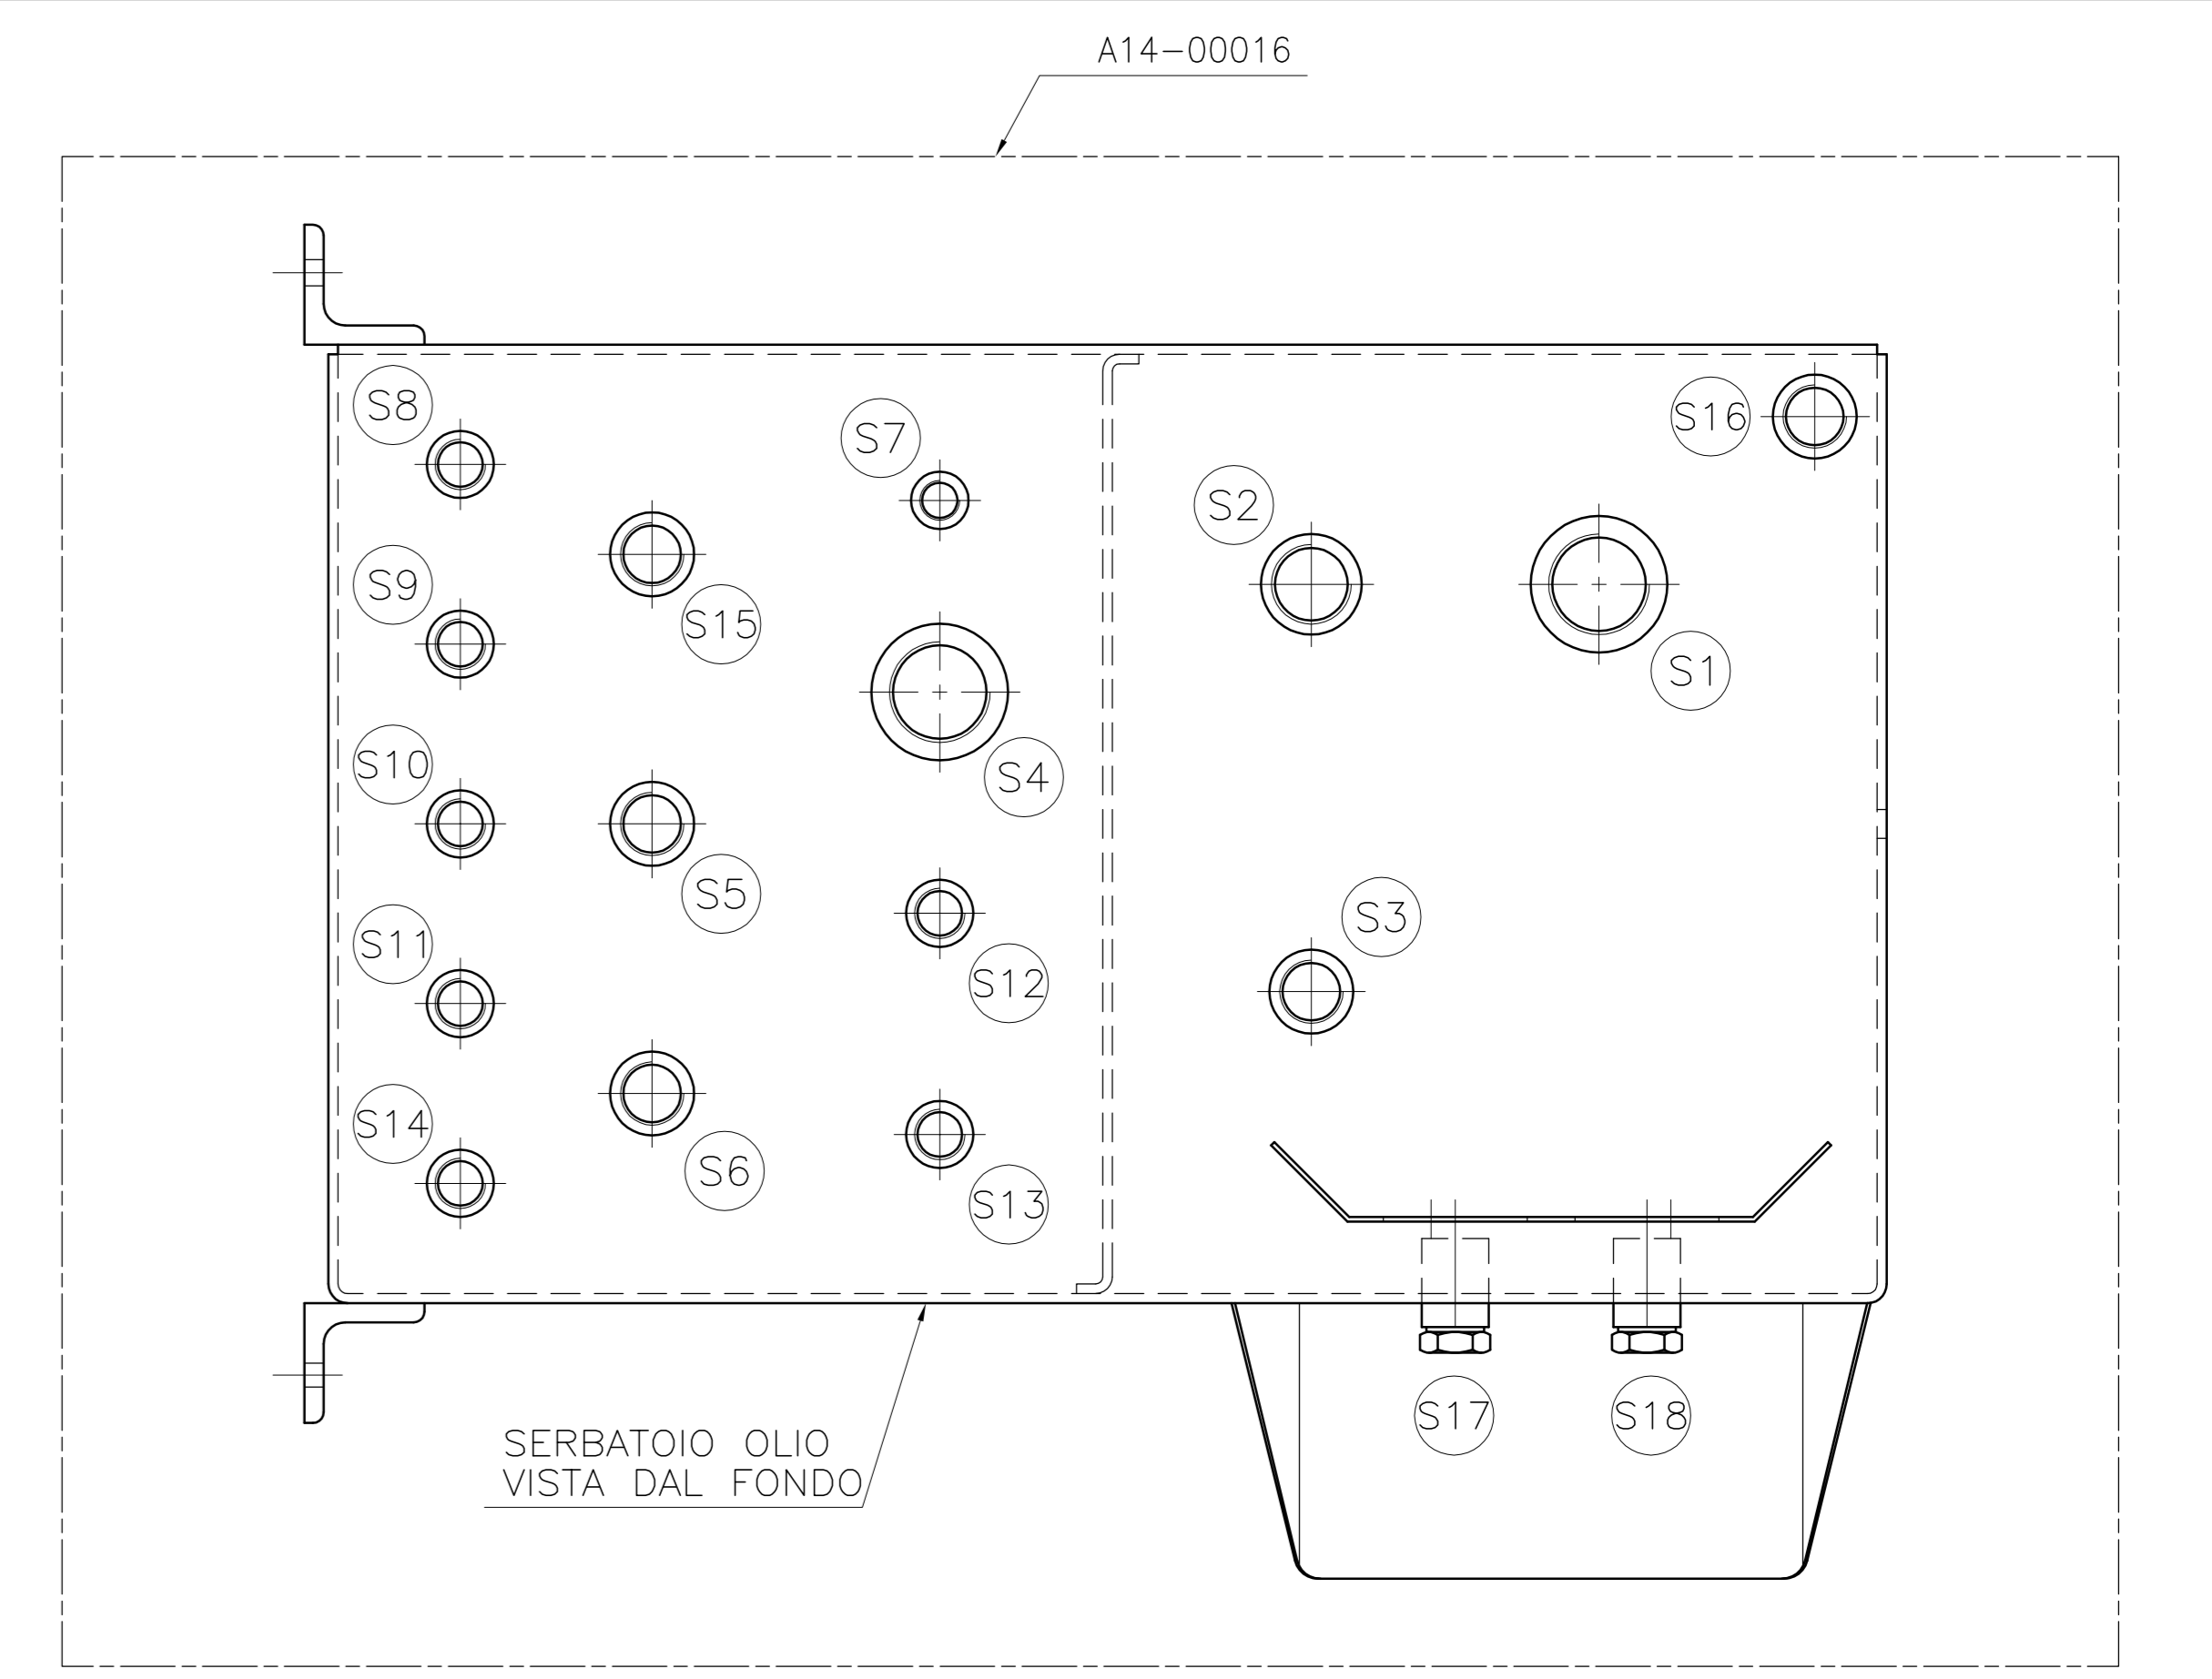 A14-00016
S8
S7
S16
S2
S9
S15
S1
S10
S4
S5
S3
S11
S12
S14
S6
S13
S17
S18
SERBATOIO OLIO
VISTA DAL FONDO